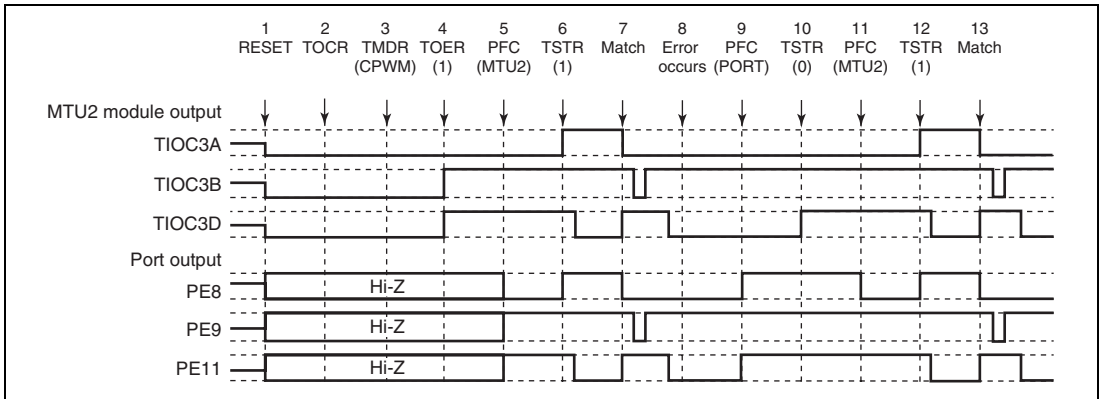 1 2 3 4 5 6 7 8 9 10 11 12 13
RESET TOCR TMDR TOER PFC TSTR Match Error PFC TSTR PFC TSTR Match
(CPWM) (1) (MTU2) (1) occurs (PORT) (0) (MTU2) (1)
MTU2 module output
TIOC3A
TIOC3B
TIOC3D
Port output
PE8 Hi-Z
PE9 Hi-Z
PE11 Hi-Z